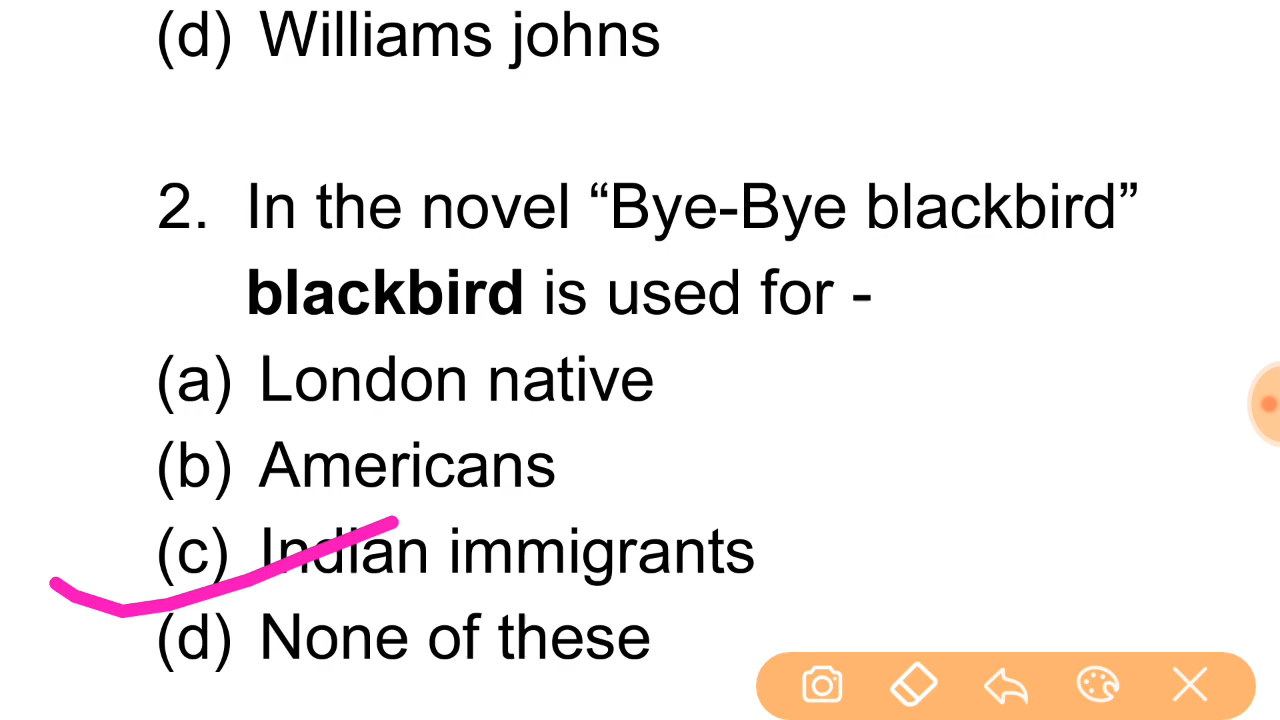 (d) Williams johns
2. In the novel “Bye-Bye blackbird”
blackbird is used for -
(a) London native
(b) Americans
(c) Indian immigrants
(d) None of these